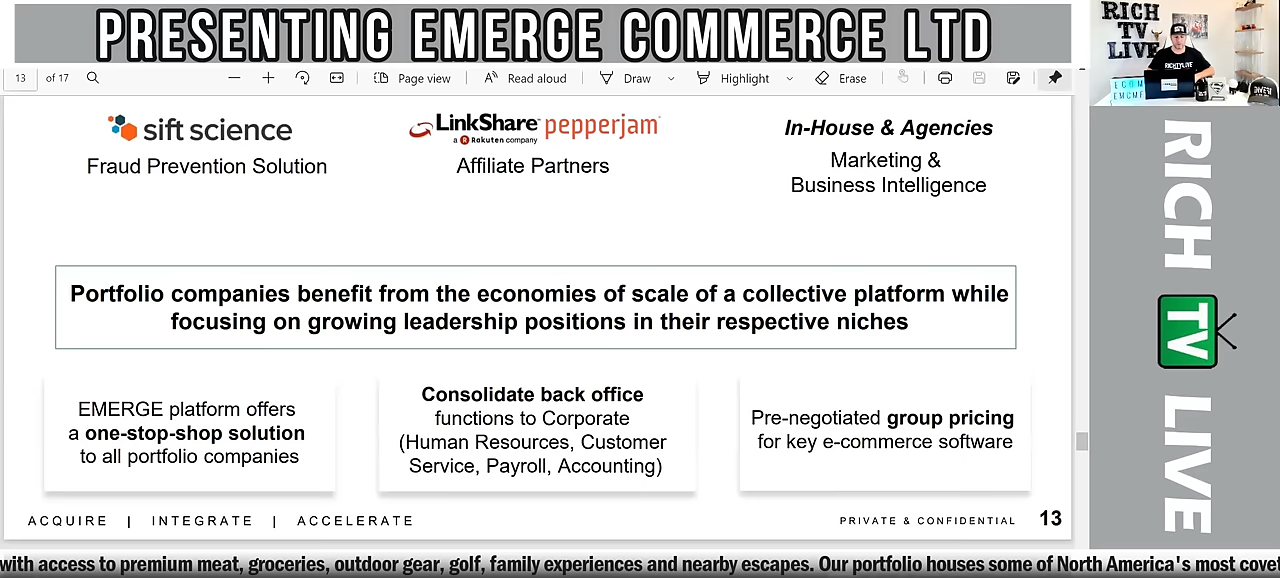 PRESENTING EMERGE COMMERCE LTD
RICH
TV
LIVE
13 of 17
Page view
Read aloud
Draw
Highlight
Erase
sift science
Fraud Prevention Solution
LinkShare
a Rakuten company
pepperjam
Affiliate Partners
In-House & Agencies
Marketing &
Business Intelligence
Portfolio companies benefit from the economies of scale of a collective platform while
focusing on growing leadership positions in their respective niches
EMERGE platform offers
a one-stop-shop solution
to all portfolio companies
Consolidate back office
functions to Corporate
(Human Resources, Customer
Service, Payroll, Accounting)
Pre-negotiated group pricing
for key e-commerce software
ACQUIRE | INTEGRATE | ACCELERATE
PRIVATE & CONFIDENTIAL 13
RICH TV LIVE
with access to premium meat, groceries, outdoor gear, golf, family experiences and nearby escapes. Our portfolio houses some of North America's most cove